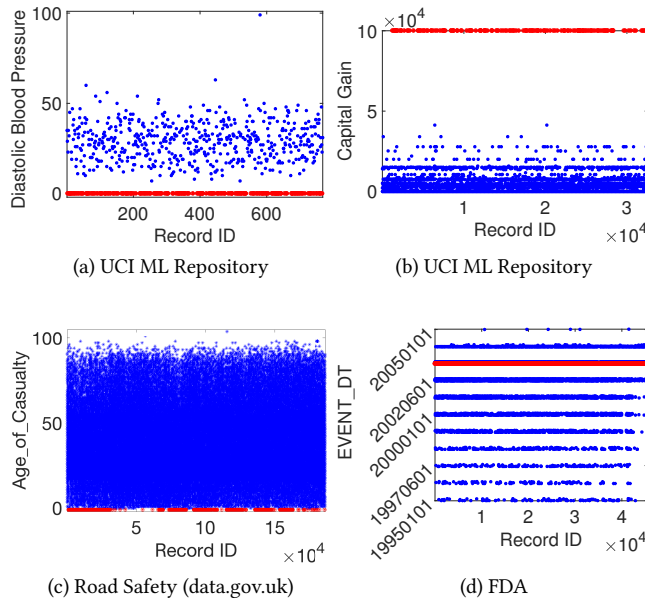 100
50
0
Diastolic Blood Pressure
200 400 600
Record ID
(a) UCI ML Repository
×10⁴
10
5
0
Capital Gain
1 2 3
Record ID
×10⁴
(b) UCI ML Repository
100
50
0
Age_of_Casualty
5 10 15
Record ID
×10⁴
(c) Road Safety (data.gov.uk)
20050101
20020601
20000101
19970601
19950101
EVENT_DT
1 2 3 4
Record ID
×10⁴
(d) FDA